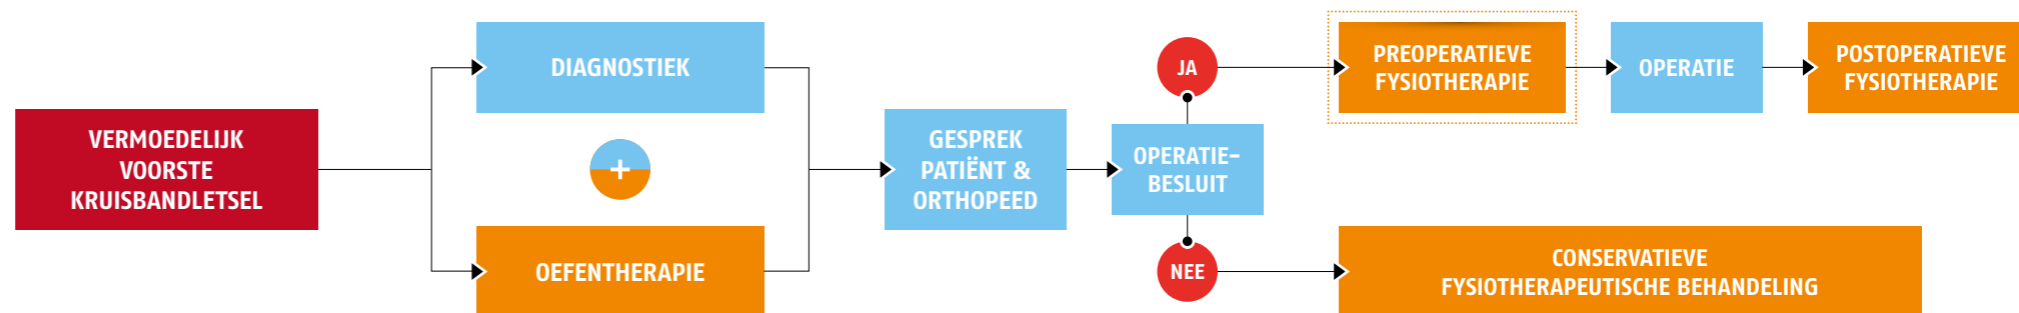 VERMOEDELIJK
VOORSTE
KRUISBANDLETSEL
DIAGNOSTIEK
+
OEFENTHERAPIE
GESPREK
PATIËNT &
ORTHOPEED
OPERATIE-
BESLUIT
JA
PREOPERATIEVE
FYSIOTHERAPIE
OPERATIE
POSTOPERATIEVE
FYSIOTHERAPIE
NEE
CONSERVATIEVE
FYSIOTHERAPEUTISCHE BEHANDELING